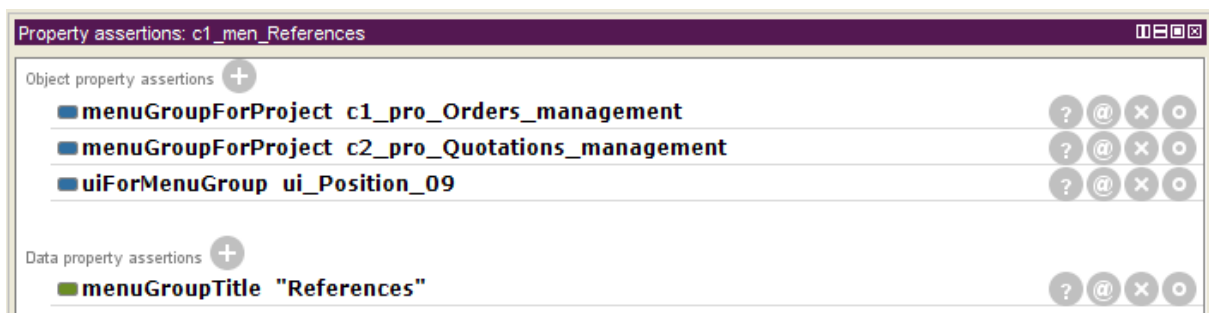 Property assertions: c1_men_References
Object property assertions
menuGroupForProject c1_pro_Orders_management
menuGroupForProject c2_pro_Quotations_management
uiForMenuGroup ui_Position_09
Data property assertions
menuGroupTitle "References"